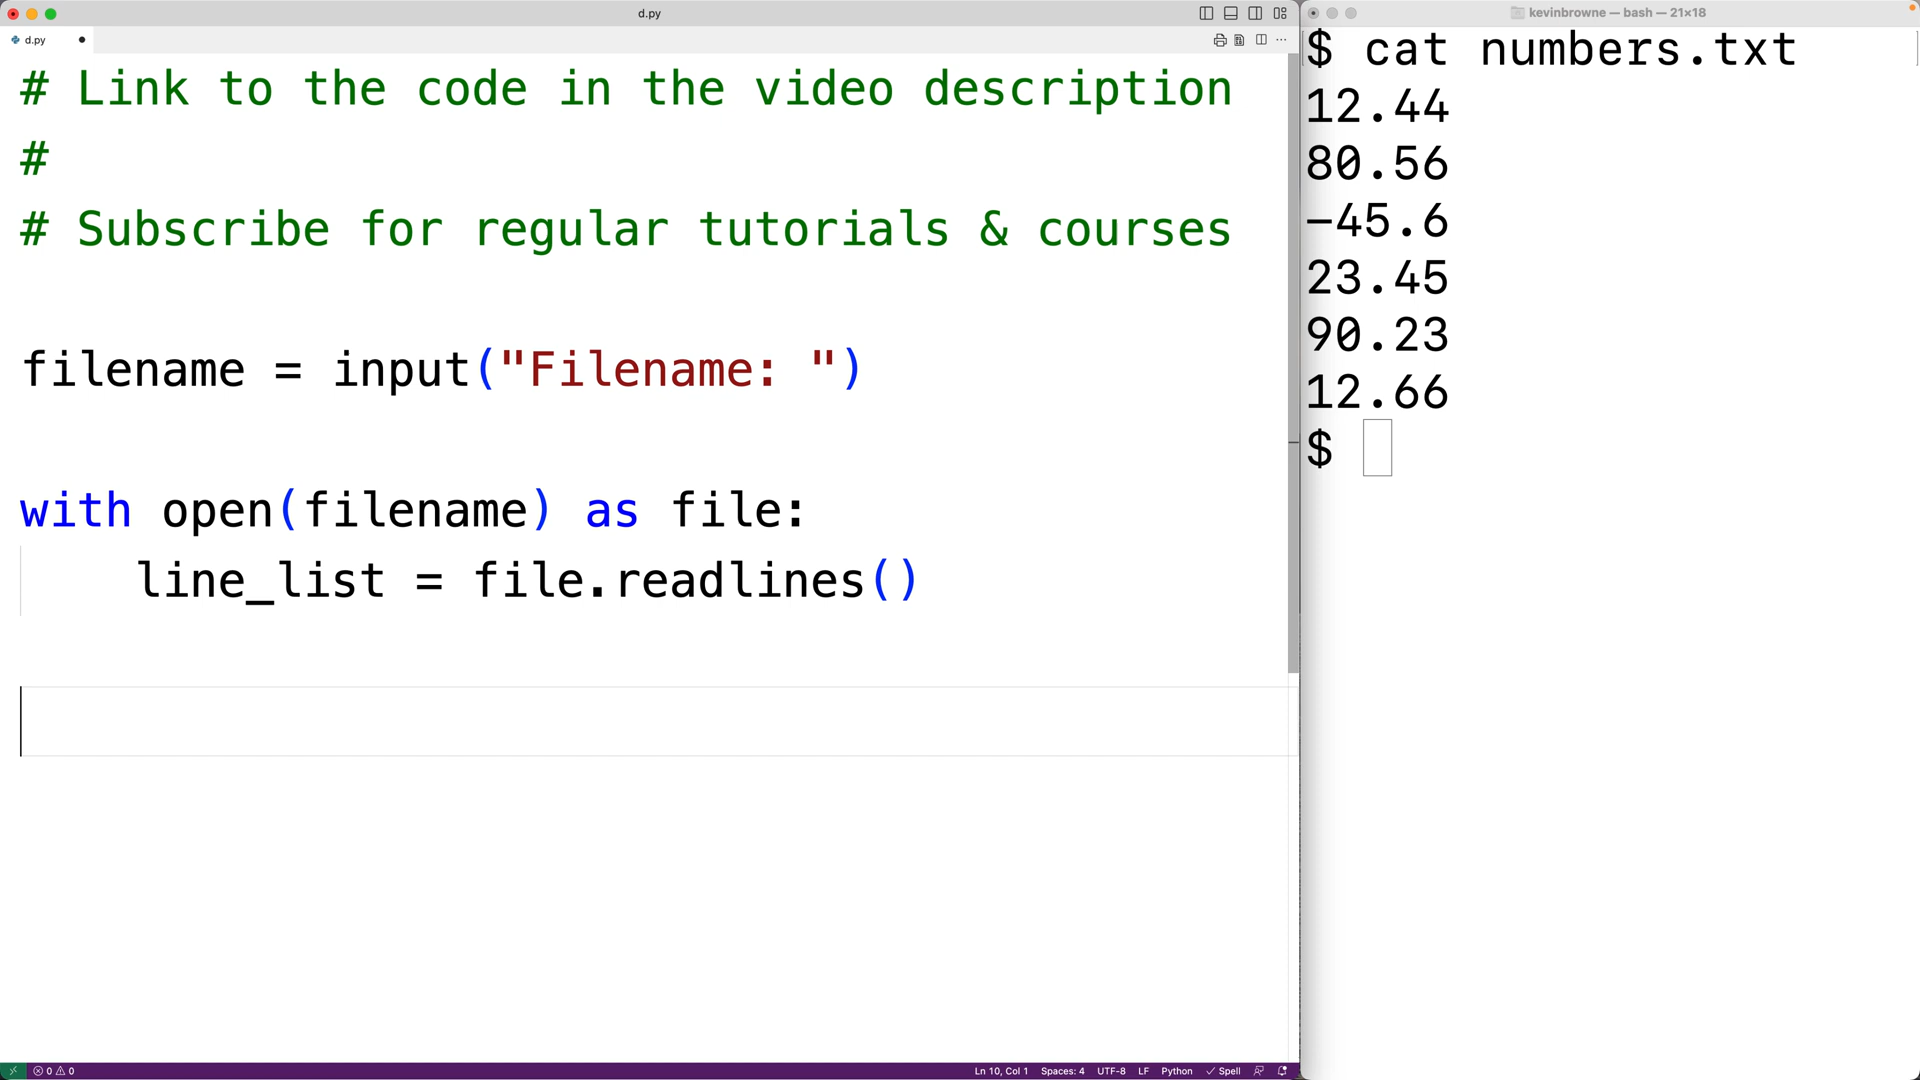 d.py
d.py
# Link to the code in the video description
#
# Subscribe for regular tutorials & courses
filename = input("Filename: ")
with open(filename) as file:
    line_list = file.readlines()
0 0
Ln 10, Col 1 Spaces: 4 UTF-8 LF Python Spell
kevinbrowne — bash — 21×18
$ cat numbers.txt
12.44
80.56
-45.6
23.45
90.23
12.66
$